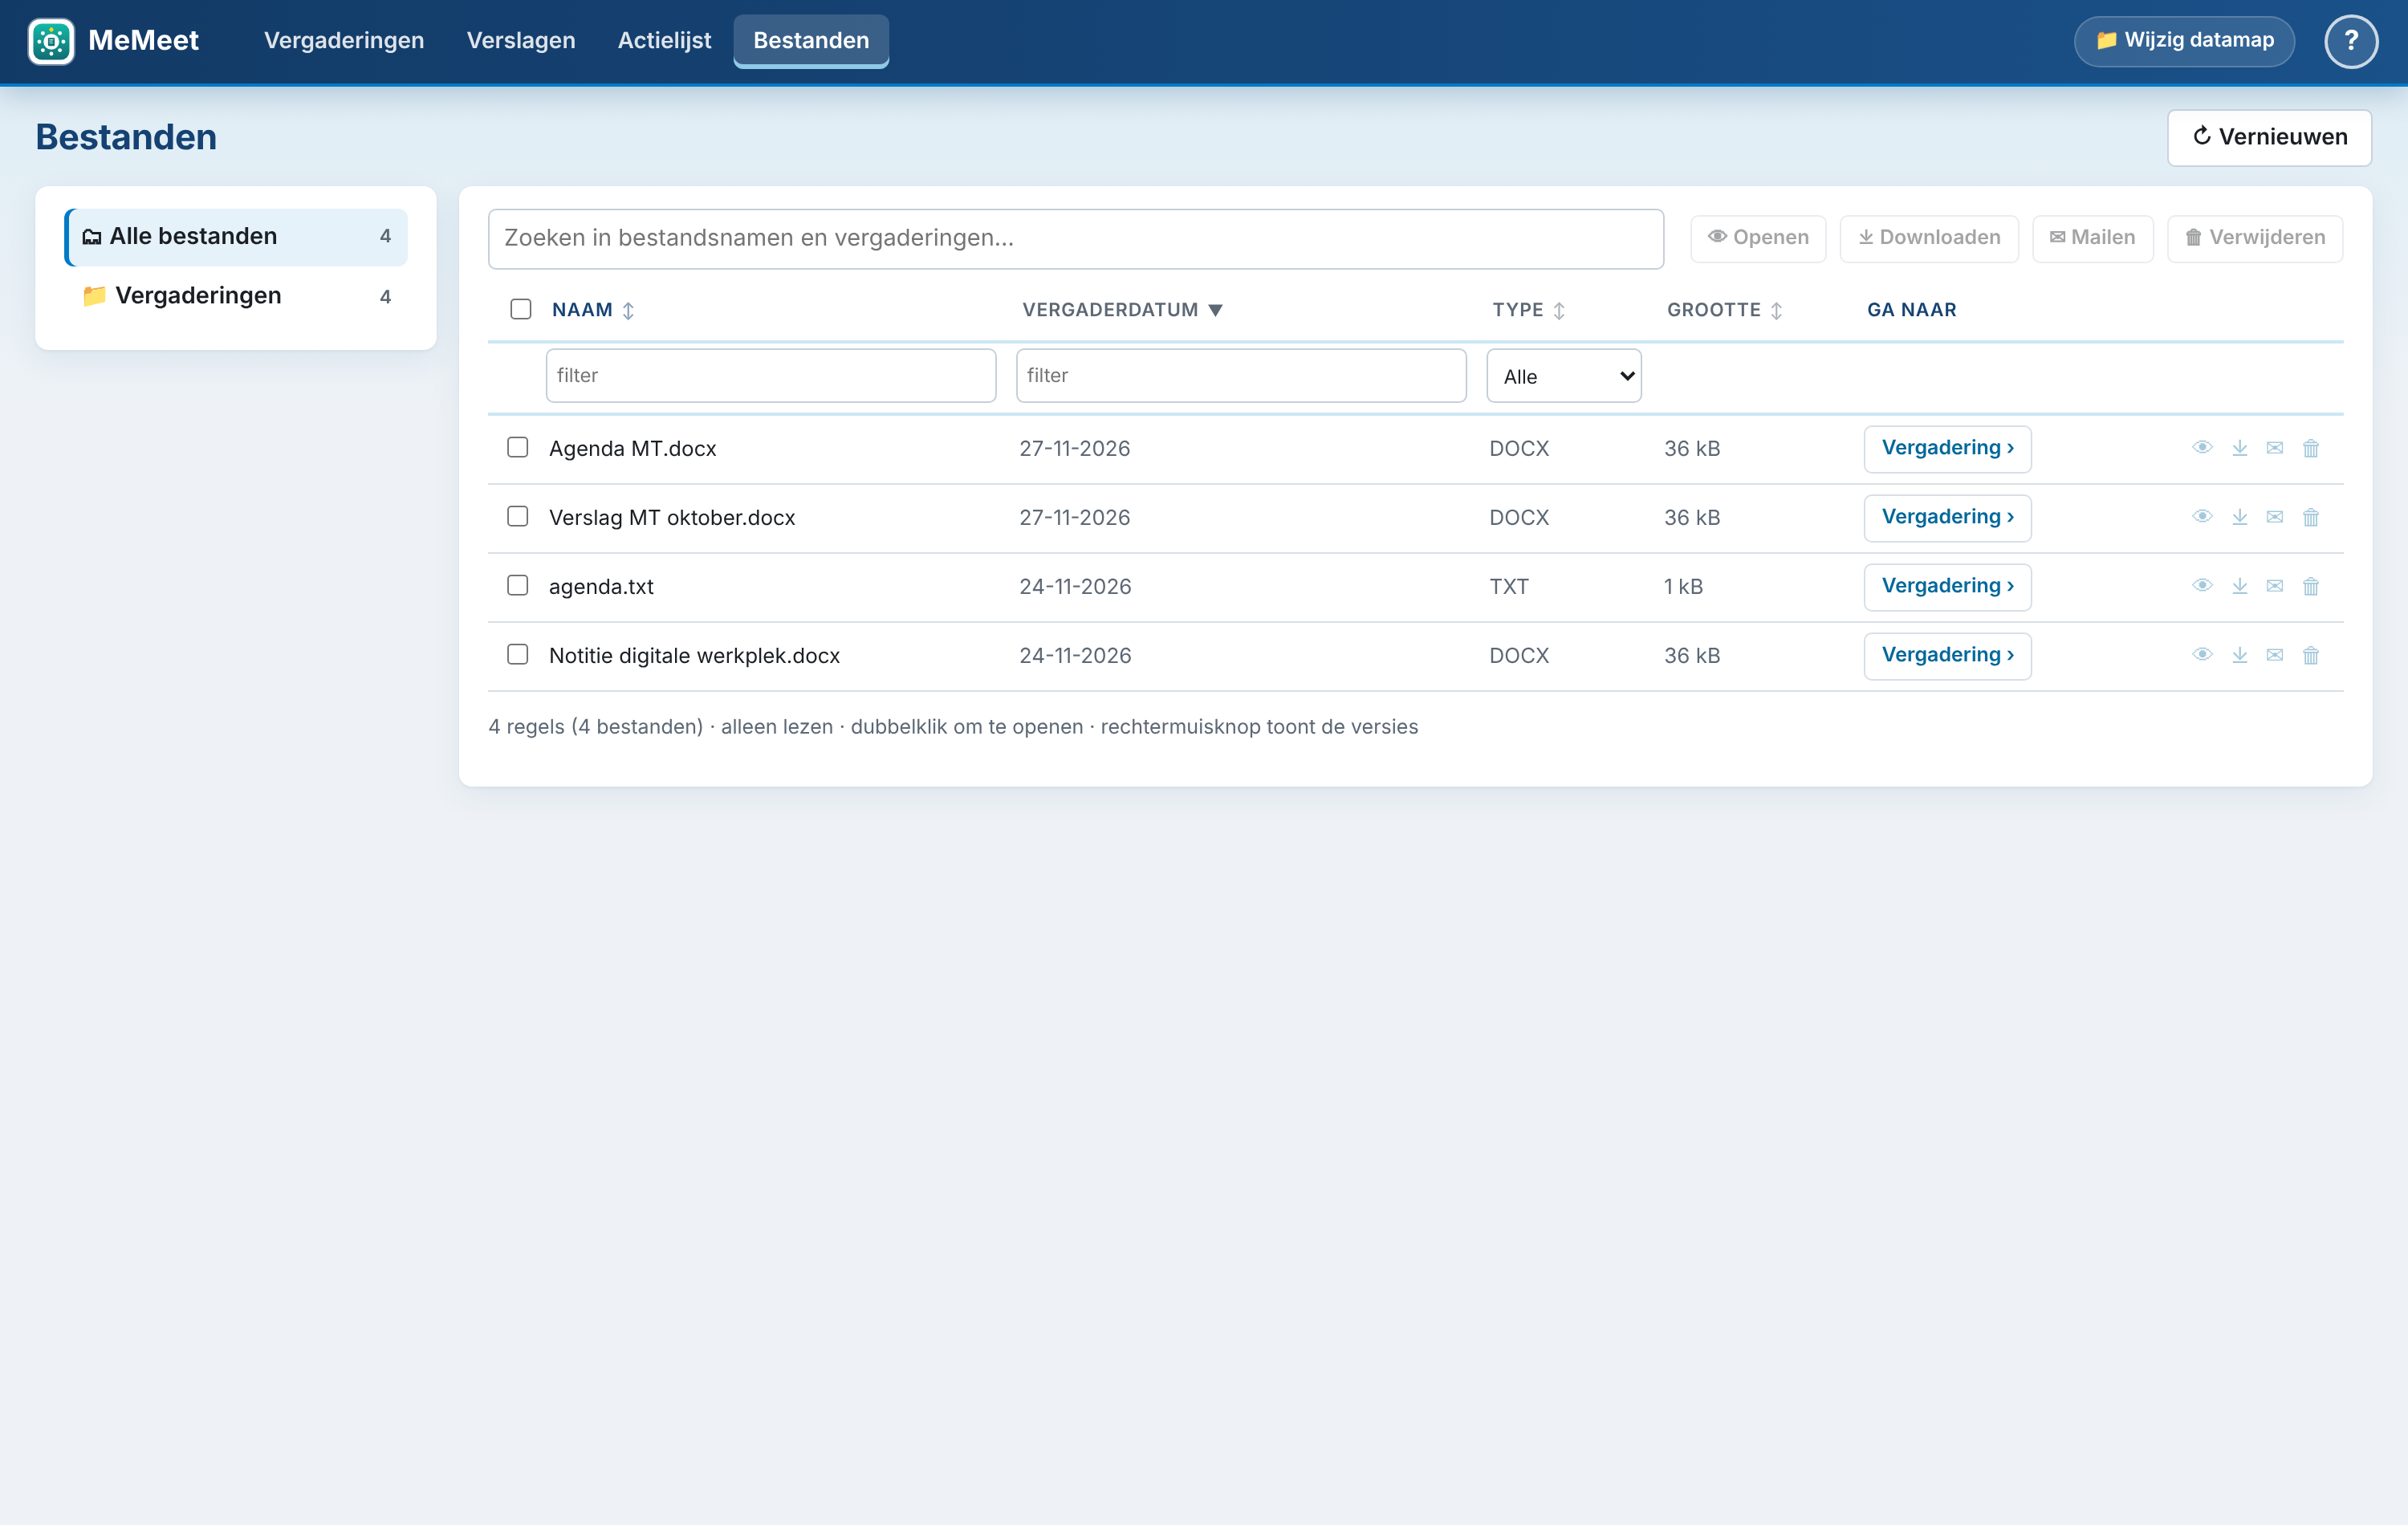 MeMeet
Vergaderingen
Verslagen
Actielijst
Bestanden
Wijzig datamap
?
Bestanden
Vernieuwen
Alle bestanden 4
Vergaderingen 4
Zoeken in bestandsnamen en vergaderingen...
Openen
Downloaden
Mailen
Verwijderen
NAAM VERGADERDATUM TYPE GROOTTE GA NAAR
filter filter Alle
Agenda MT.docx 27-11-2026 DOCX 36 kB Vergadering ›
Verslag MT oktober.docx 27-11-2026 DOCX 36 kB Vergadering ›
agenda.txt 24-11-2026 TXT 1 kB Vergadering ›
Notitie digitale werkplek.docx 24-11-2026 DOCX 36 kB Vergadering ›
4 regels (4 bestanden) · alleen lezen · dubbelklik om te openen · rechtermuisknop toont de versies